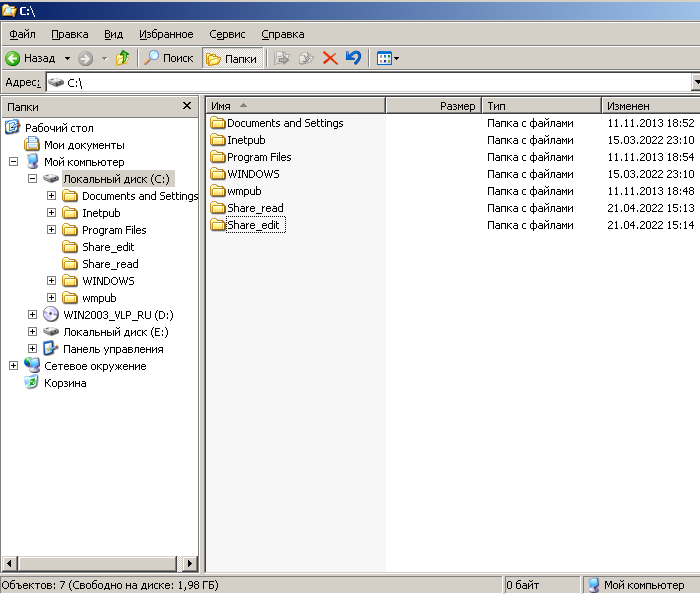 C:\
Файл Правка Вид Избранное Сервис Справка
Назад Поиск Папки
Адрес: C:\
Папки
Рабочий стол
Мои документы
Мой компьютер
Локальный диск (C:)
Documents and Settings
Inetpub
Program Files
Share_edit
Share_read
WINDOWS
wmpub
WIN2003_VLP_RU (D:)
Локальный диск (E:)
Панель управления
Сетевое окружение
Корзина
Имя Размер Тип Изменен
Documents and Settings Папка с файлами 11.11.2013 18:52
Inetpub Папка с файлами 15.03.2022 23:10
Program Files Папка с файлами 11.11.2013 18:54
WINDOWS Папка с файлами 15.03.2022 23:10
wmpub Папка с файлами 11.11.2013 18:48
Share_read Папка с файлами 21.04.2022 15:13
Share_edit Папка с файлами 21.04.2022 15:14
Объектов: 7 (Свободно на диске: 1,98 ГБ) 0 байт Мой компьютер